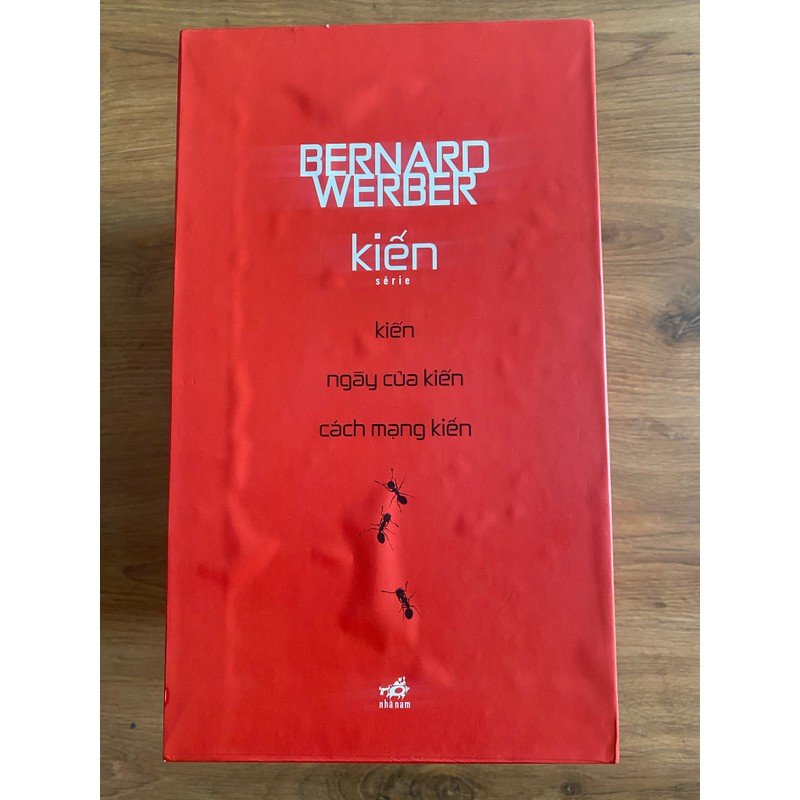 BERNARD
WERBER
kiến
série
kiến
ngày của kiến
cách mạng kiến
nhã nam